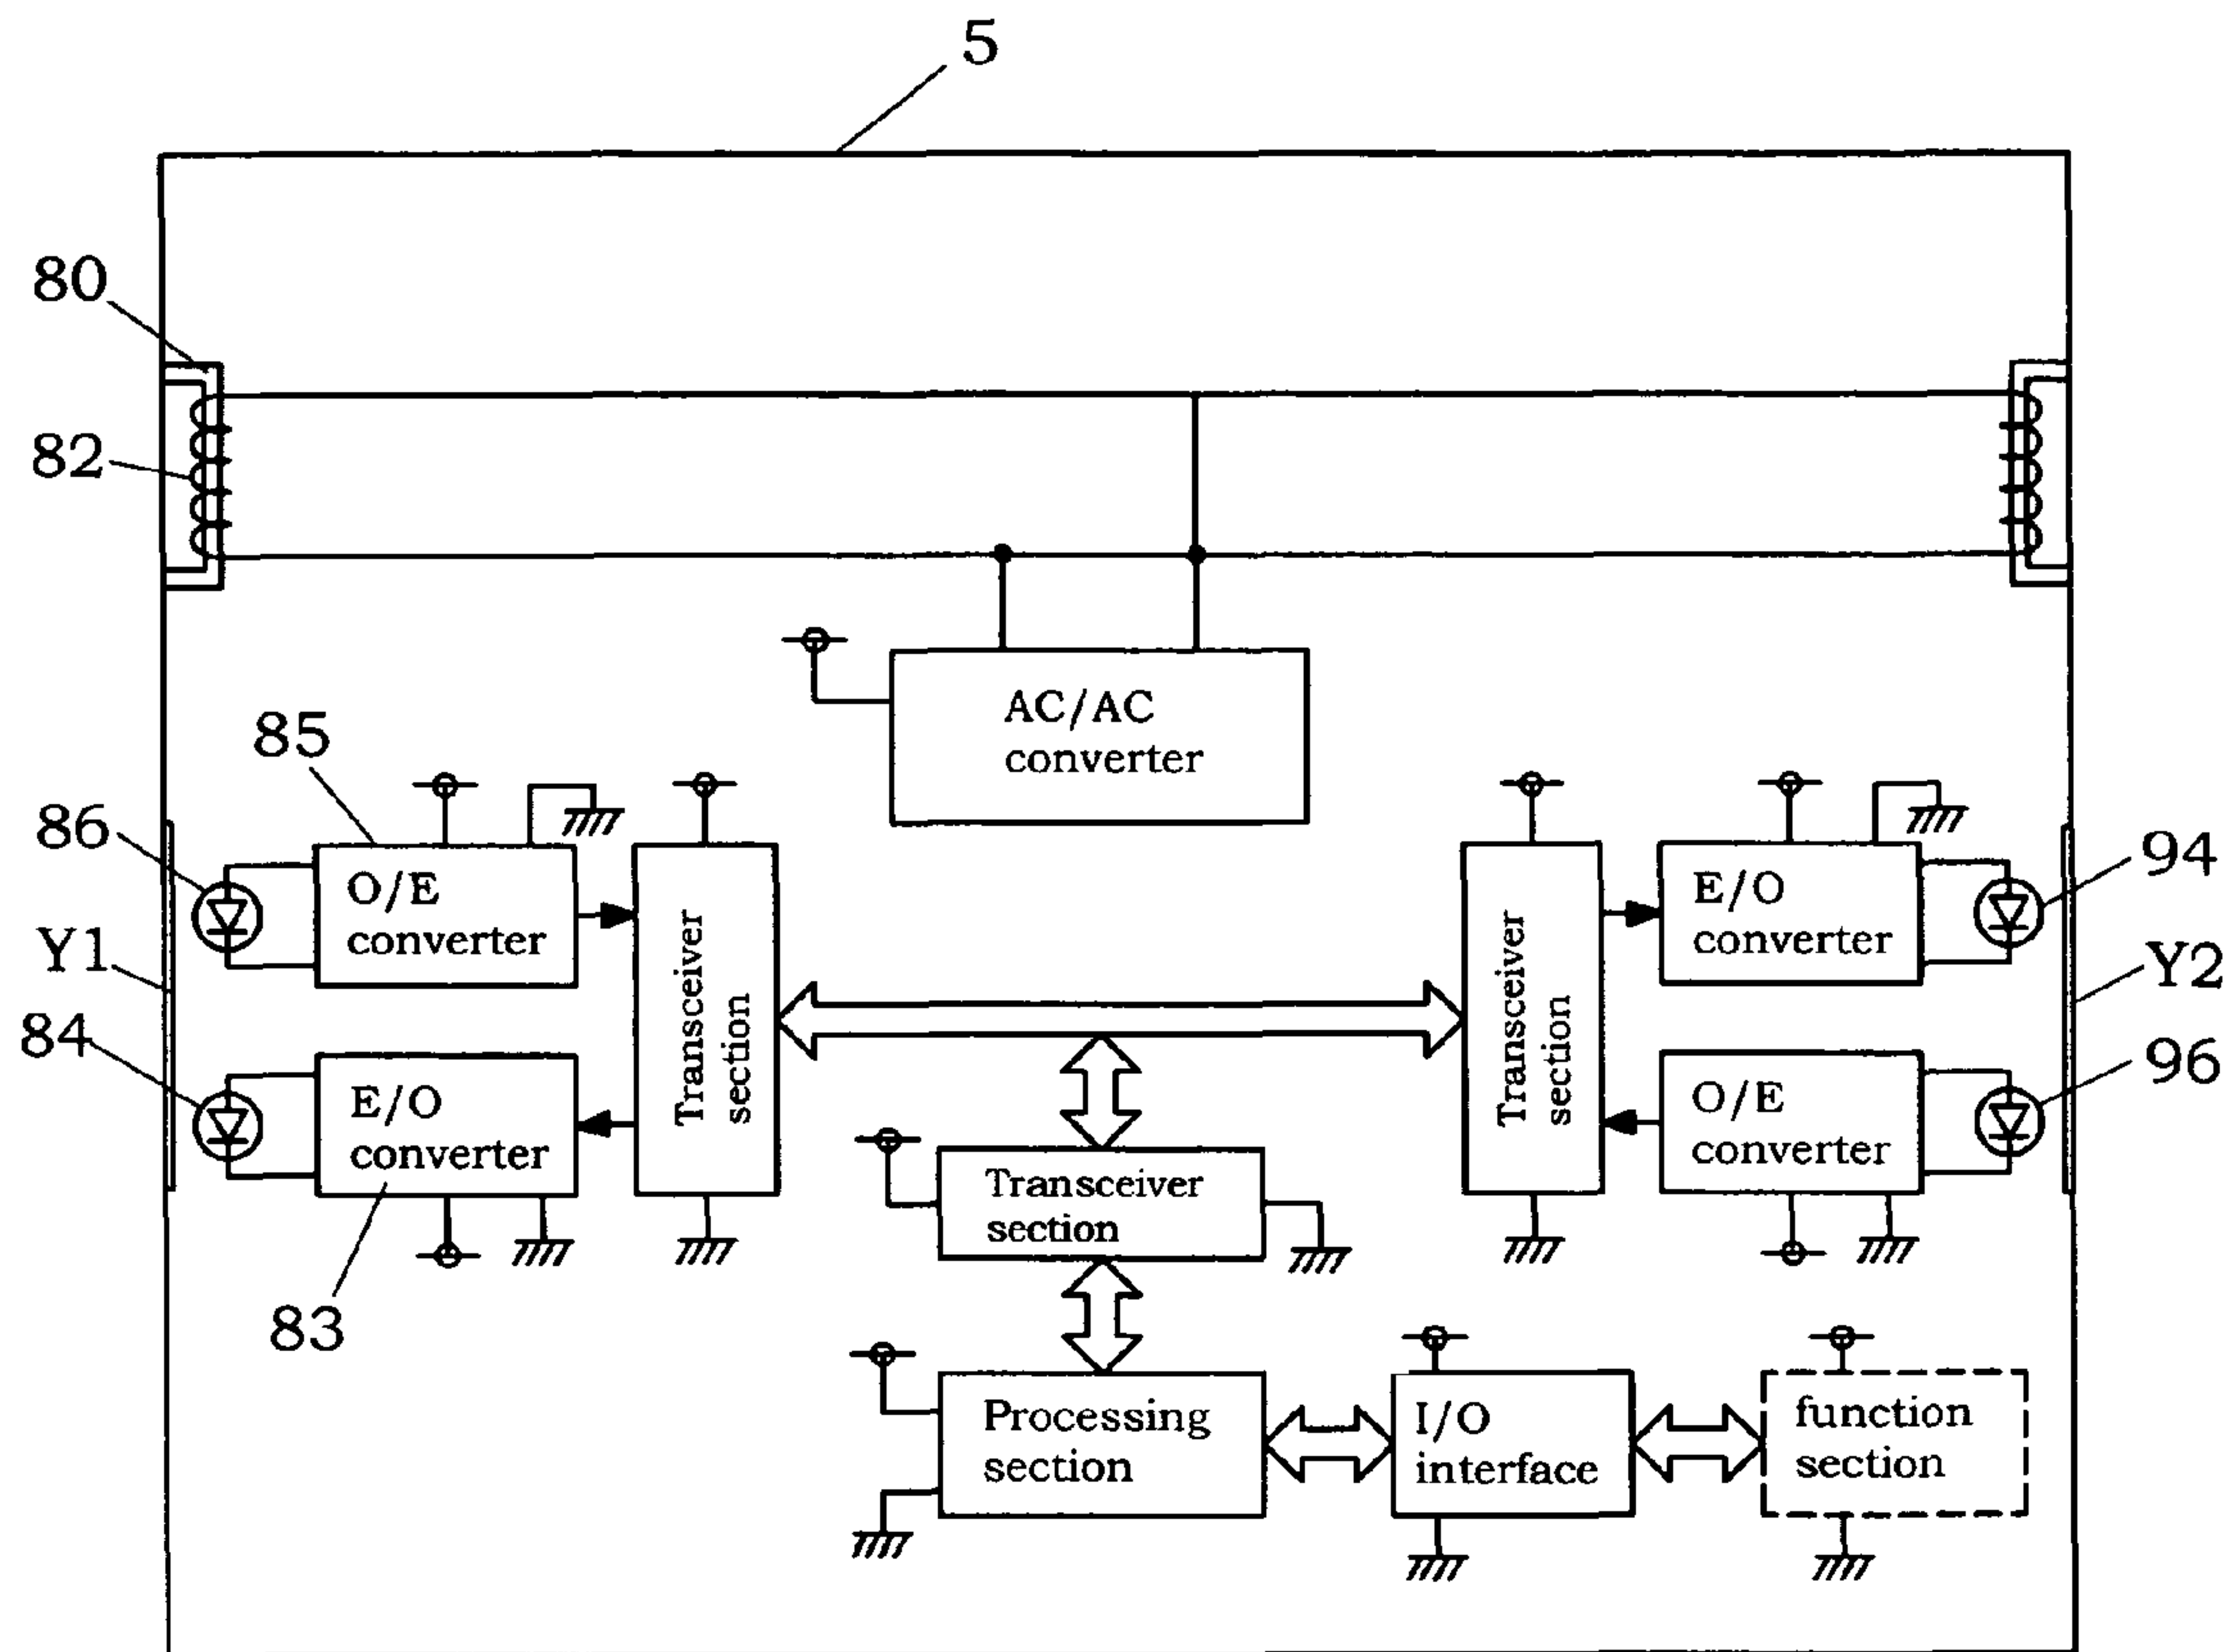 5
80
82
AC/AC
converter
85
86
O/E
converter
Transceiver
section
Transceiver
section
E/O
converter
94
Y1
Y2
84
E/O
converter
O/E
converter
96
Transceiver
section
83
Processing
section
I/O
interface
function
section